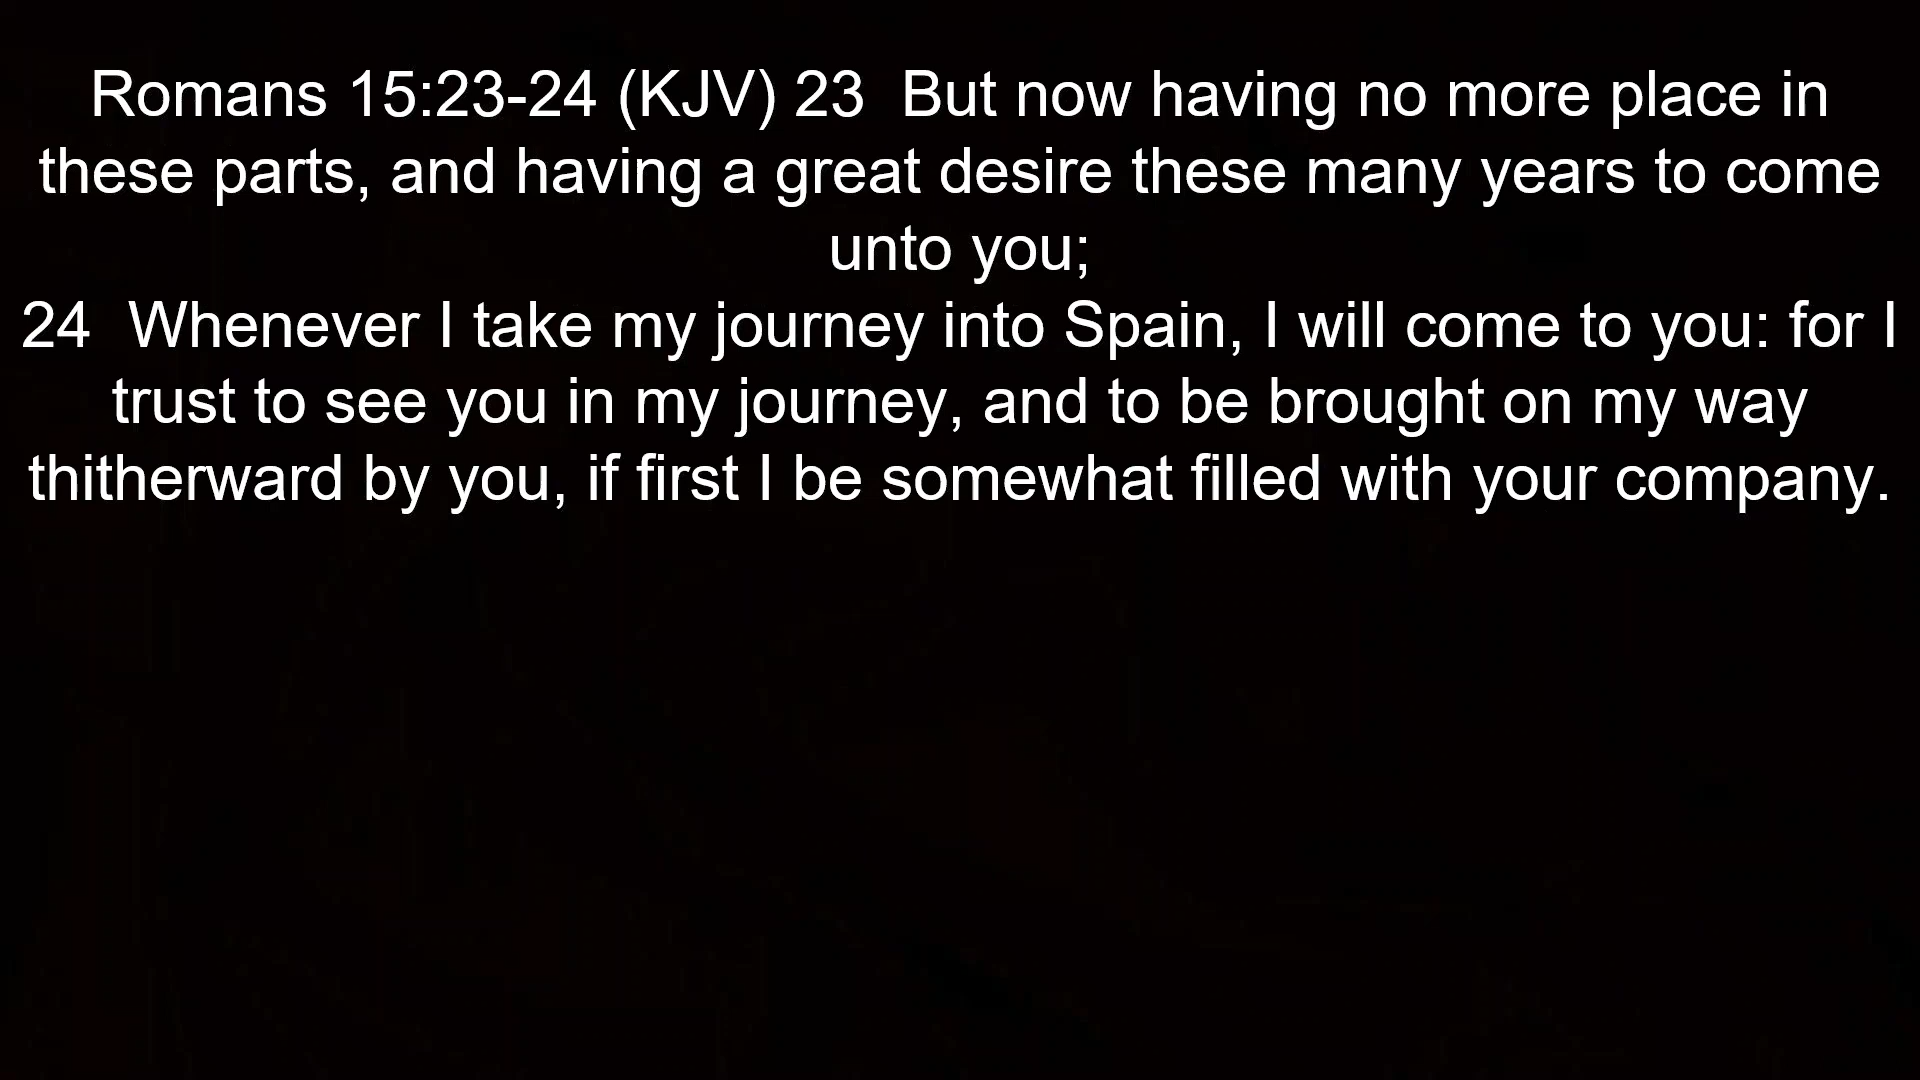 Romans 15:23-24 (KJV) 23  But now having no more place in
these parts, and having a great desire these many years to come
unto you;
24  Whenever I take my journey into Spain, I will come to you: for I
trust to see you in my journey, and to be brought on my way
thitherward by you, if first I be somewhat filled with your company.